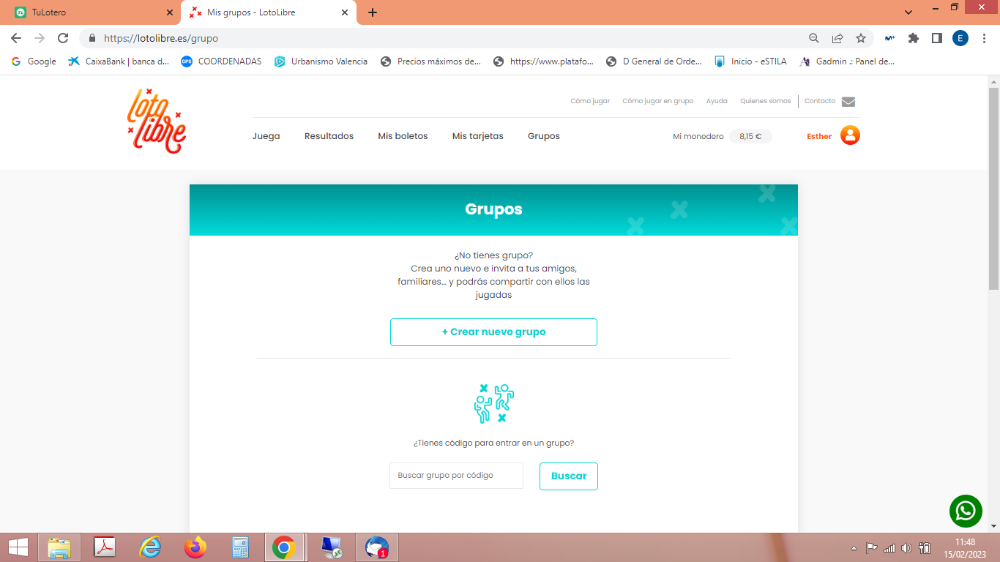 TuLotero
Mis grupos - LotoLibre
https://lotolibre.es/grupo
E
Google
CaixaBank | banca d...
GPS
COORDENADAS
Urbanismo Valencia
Precios máximos de...
https://www.platafo...
D General de Orde...
Inicio - eSTILA
Gadmin .: Panel de...
loto
libre
Cómo jugar
Cómo jugar en grupo
Ayuda
Quienes somos
Contacto
Juega
Resultados
Mis boletos
Mis tarjetas
Grupos
Mi monedero
8,15 €
Esther
Grupos
¿No tienes grupo?
Crea uno nuevo e invita a tus amigos,
familiares... y podrás compartir con ellos las
jugadas
+ Crear nuevo grupo
¿Tienes código para entrar en un grupo?
Buscar grupo por código
Buscar
1
11:48
15/02/2023